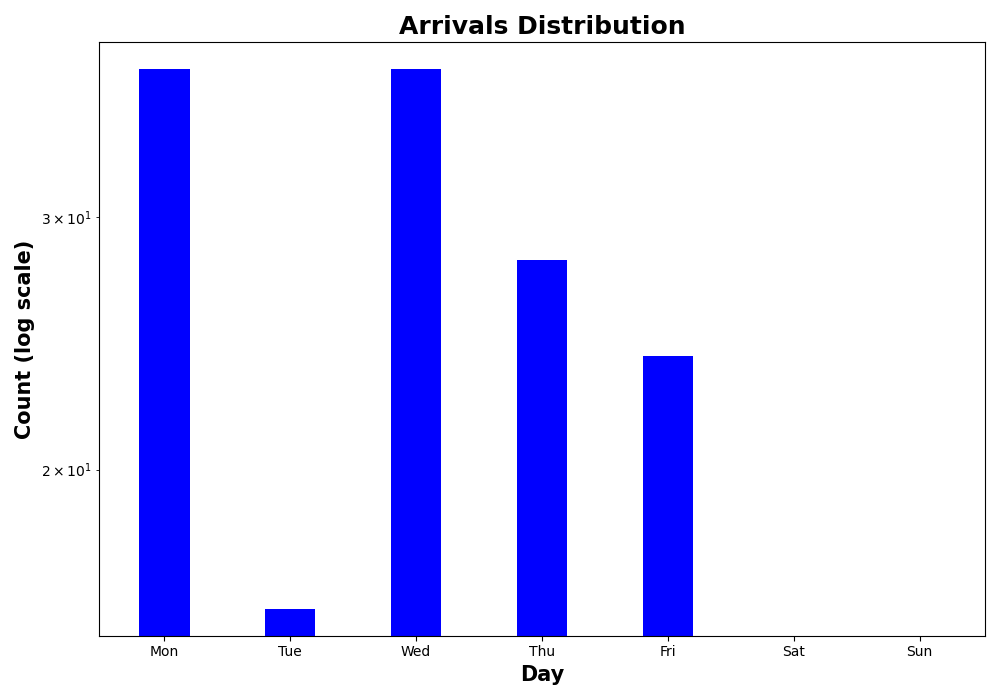 Arrivals Distribution
Count (log scale)
3 × 10¹
2 × 10¹
Mon Tue Wed Thu Fri Sat Sun
Day